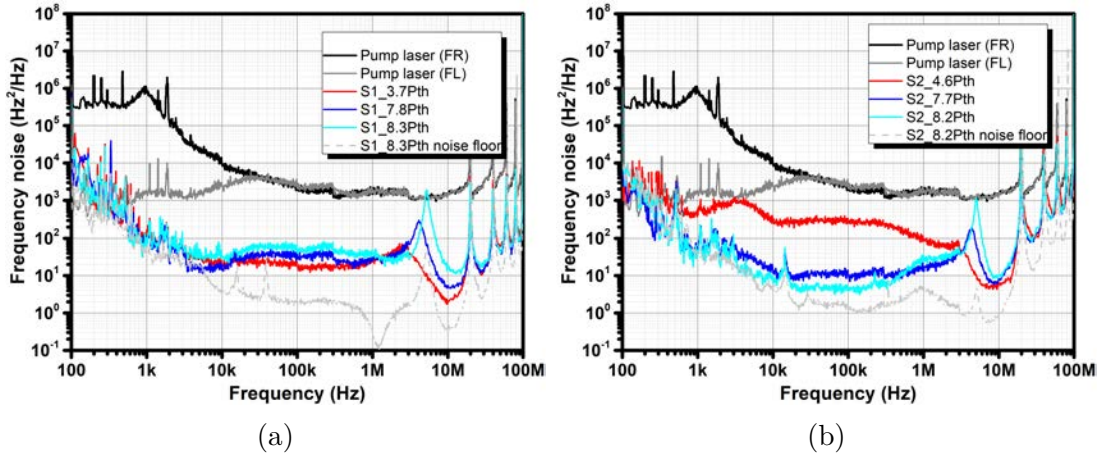 10^8
10^7
10^6
10^5
10^4
10^3
10^2
10^1
10^0
10^-1
Frequency noise (Hz^2/Hz)
Pump laser (FR)
Pump laser (FL)
S1_3.7Pth
S1_7.8Pth
S1_8.3Pth
S1_8.3Pth noise floor
100 1k 10k 100k 1M 10M 100M
Frequency (Hz)
(a)
10^8
10^7
10^6
10^5
10^4
10^3
10^2
10^1
10^0
10^-1
Frequency noise (Hz^2/Hz)
Pump laser (FR)
Pump laser (FL)
S2_4.6Pth
S2_7.7Pth
S2_8.2Pth
S2_8.2Pth noise floor
100 1k 10k 100k 1M 10M 100M
Frequency (Hz)
(b)